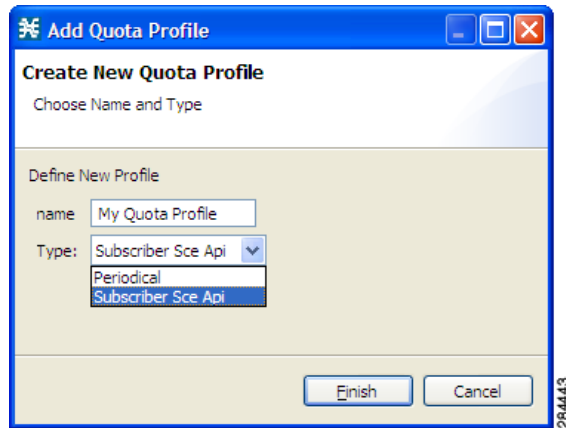 Add Quota Profile
Create New Quota Profile
Choose Name and Type
Define New Profile
name My Quota Profile
Type: Subscriber Sce Api
Periodical
Subscriber Sce Api
Finish Cancel
284443